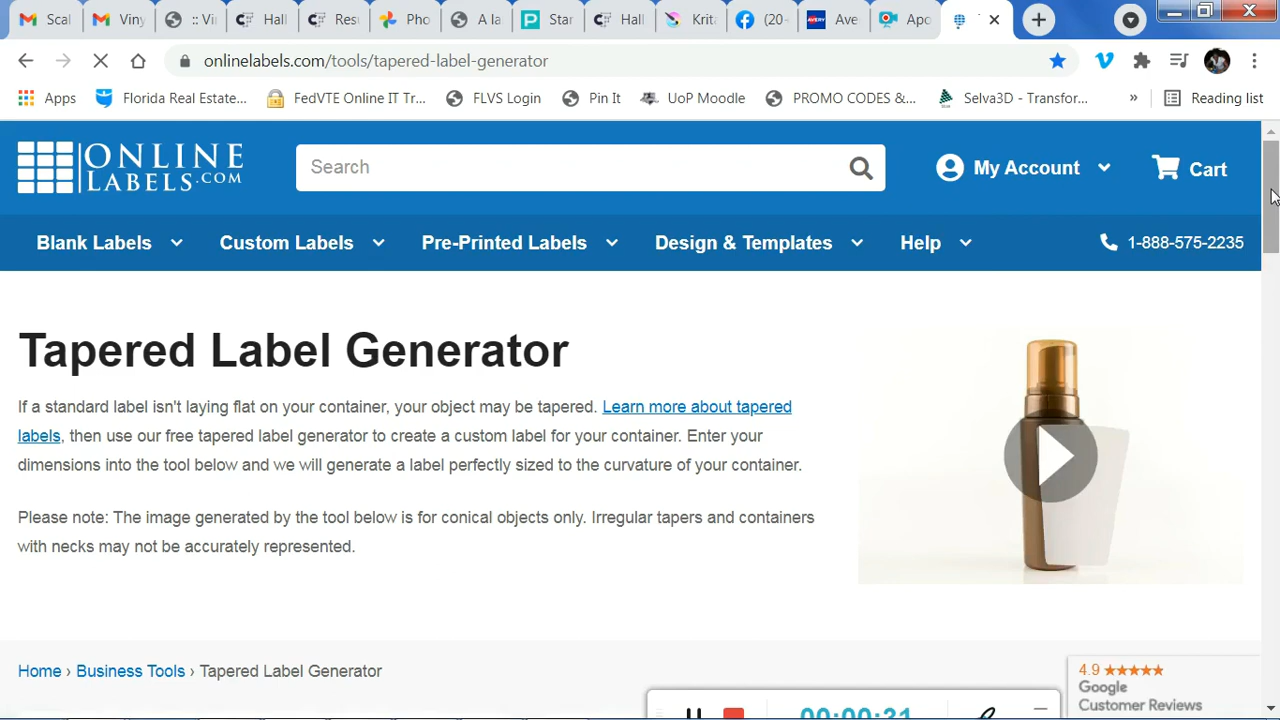 Scal Viny :: Vir Hall Resu Pho A la Star Hall Krita (20+ Ave Apo
onlinelabels.com/tools/tapered-label-generator
Apps Florida Real Estate... FedVTE Online IT Tr... FLVS Login Pin It UoP Moodle PROMO CODES &... Selva3D - Transfor... » Reading list
ONLINE
LABELS.COM
Search
My Account
Cart
Blank Labels Custom Labels Pre-Printed Labels Design & Templates Help 1-888-575-2235
Tapered Label Generator
If a standard label isn't laying flat on your container, your object may be tapered. Learn more about tapered
labels, then use our free tapered label generator to create a custom label for your container. Enter your
dimensions into the tool below and we will generate a label perfectly sized to the curvature of your container.
Please note: The image generated by the tool below is for conical objects only. Irregular tapers and containers
with necks may not be accurately represented.
Home › Business Tools › Tapered Label Generator
4.9
Google
Customer Reviews
00:00:31